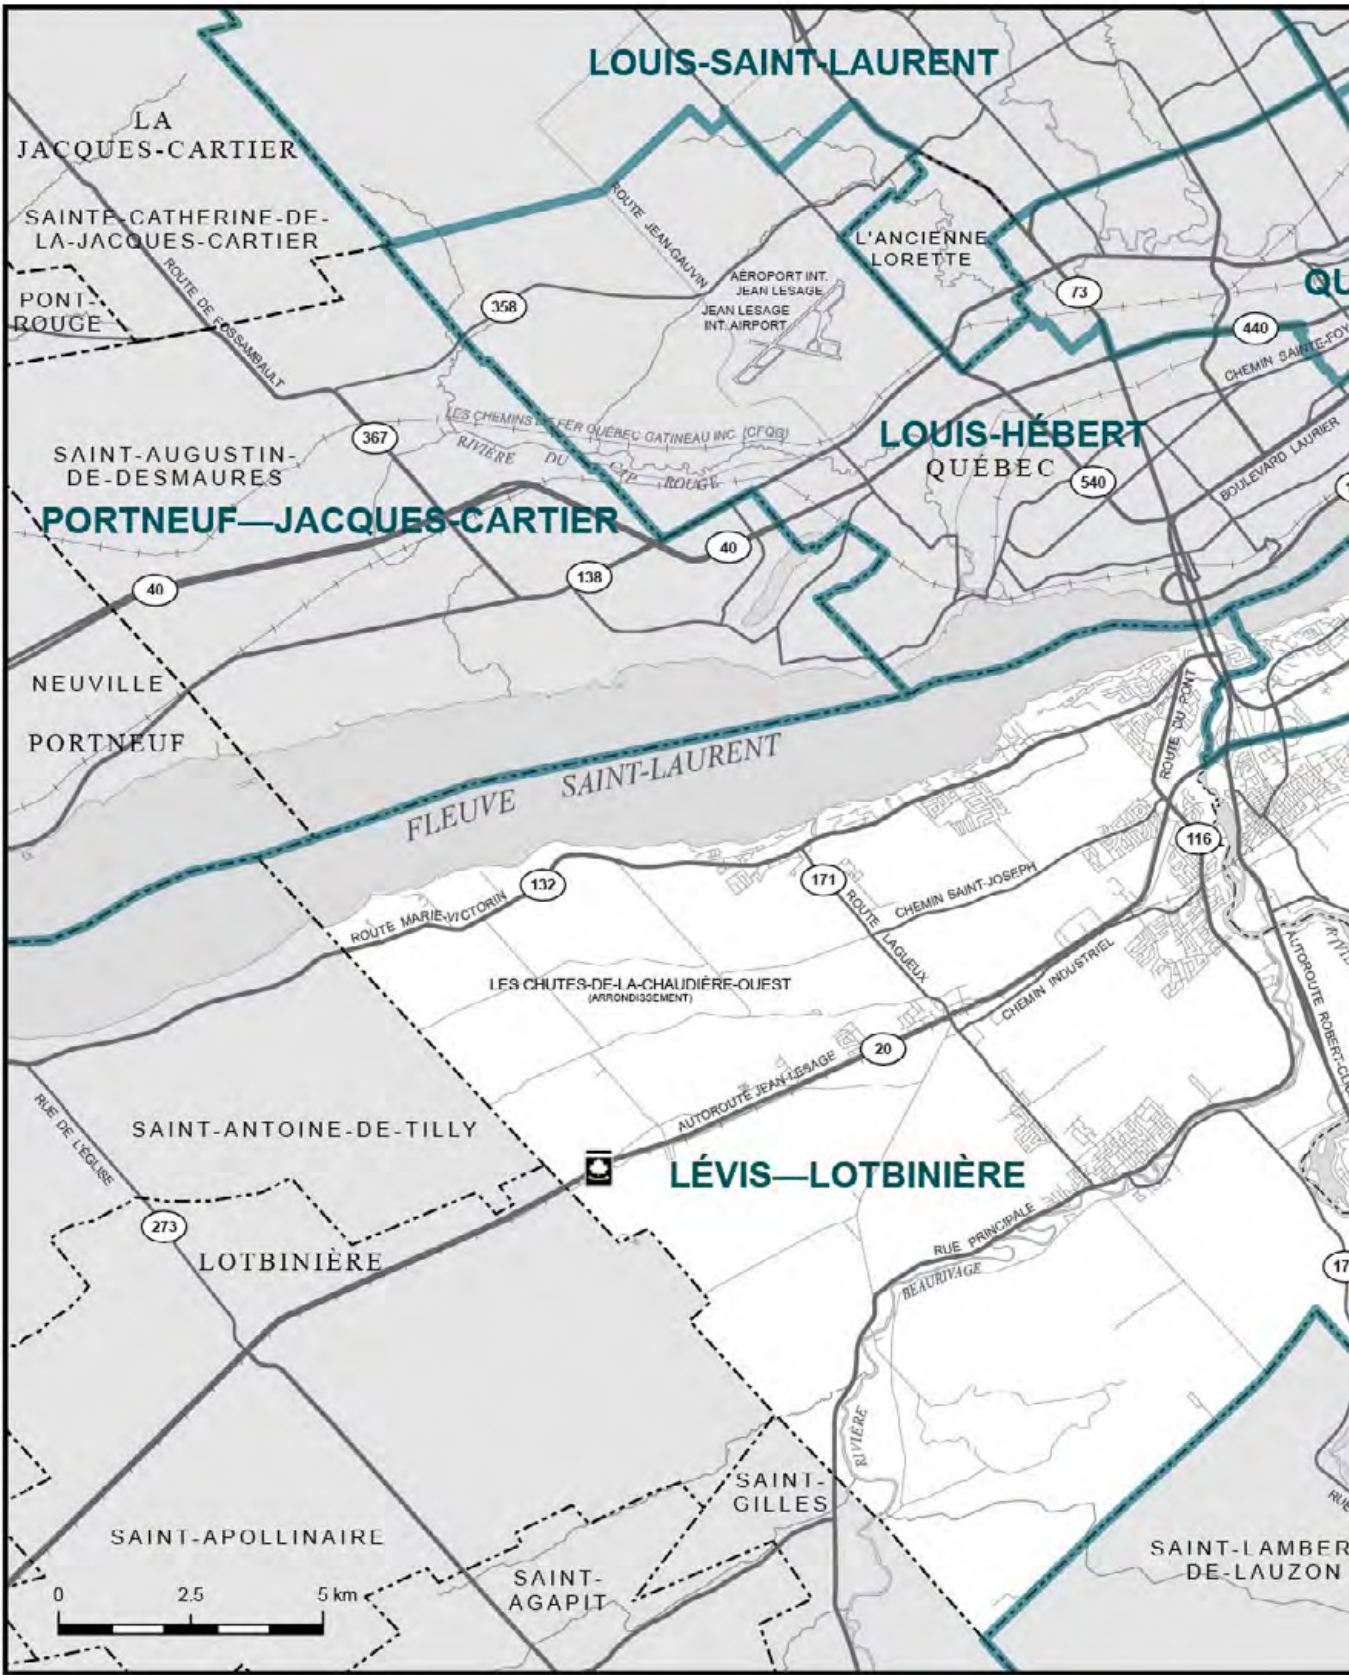 LOUIS-SAINT-LAURENT
LA
JACQUES-CARTIER
SAINTE-CATHERINE-DE-
LA-JACQUES-CARTIER
ROUTE JEAN-GAUVIN
L'ANCIENNE
LORETTE
PONT-
ROUGE
ROUTE DE FOSSAMBAULT
358
AÉROPORT INT.
JEAN LESAGE
JEAN LESAGE
INT. AIRPORT
73
QU
440
CHEMIN SAINTE-FOY
LES CHEMINS DE FER QUÉBEC GATINEAU INC. (CFQG)
367
RIVIÈRE DU CAP ROUGE
SAINT-AUGUSTIN-
DE-DESMAURES
LOUIS-HÉBERT
QUÉBEC
540
BOULEVARD LAURIER
PORTNEUF—JACQUES-CARTIER
40
138
40
NEUVILLE
PORTNEUF
FLEUVE SAINT-LAURENT
ROUTE DU PONT
116
132
171
ROUTE MARIE-VICTORIN
CHEMIN SAINT-JOSEPH
ROUTE LAGUEUX
LES CHUTES-DE-LA-CHAUDIÈRE-OUEST
(ARRONDISSEMENT)
CHEMIN INDUSTRIEL
20
AUTOROUTE JEAN-LESAGE
AUTOROUTE ROBERT-CLI
RUE DE L'ÉGLISE
SAINT-ANTOINE-DE-TILLY
LÉVIS—LOTBINIÈRE
273
LOTBINIÈRE
RUE PRINCIPALE
BEAURIVAGE
17
RIVIÈRE
SAINT-
GILLES
SAINT-APOLLINAIRE
SAINT-
AGAPIT
SAINT-LAMBER
DE-LAUZON
RUE
0 2.5 5 km